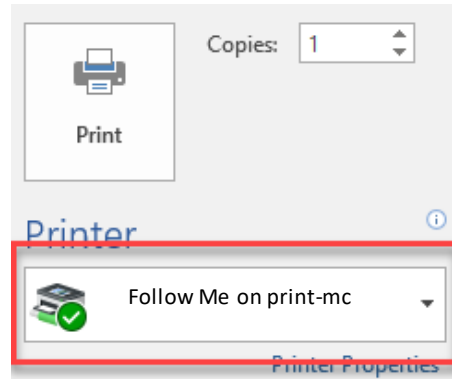 Copies: 1
Print
Printer
Follow Me on print-mc
Printer Properties